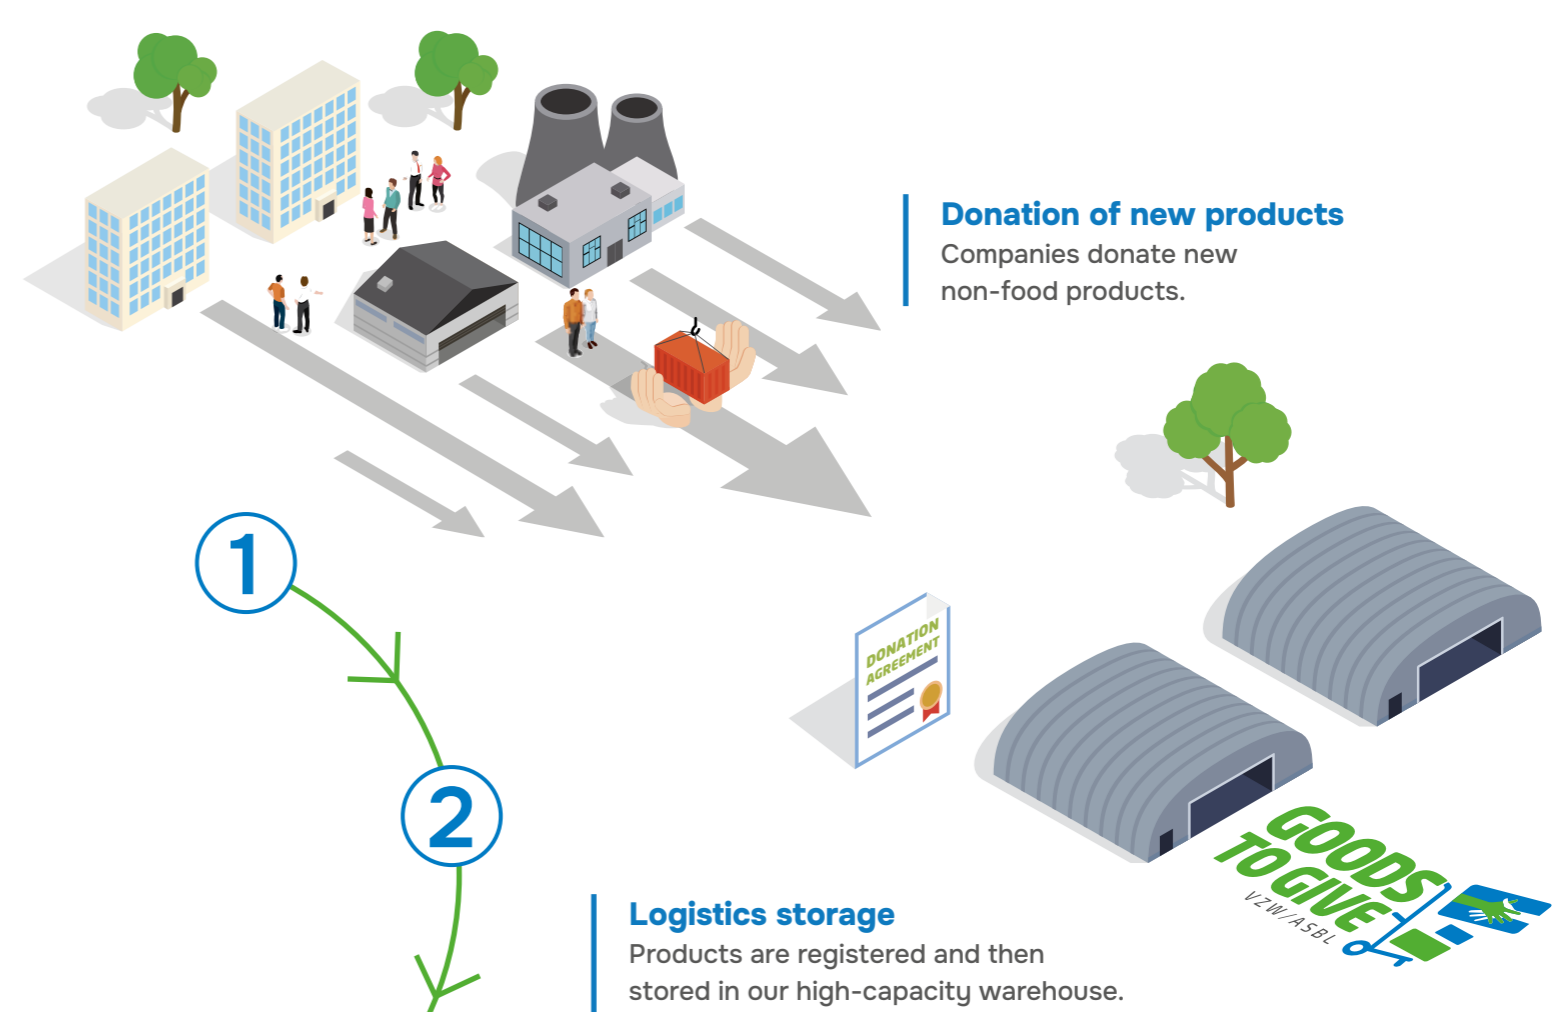 Donation of new products
Companies donate new
non-food products.
1
DONATION
AGREEMENT
2
GOODS
TO GIVE
VZW/ASBL
Logistics storage
Products are registered and then
stored in our high-capacity warehouse.